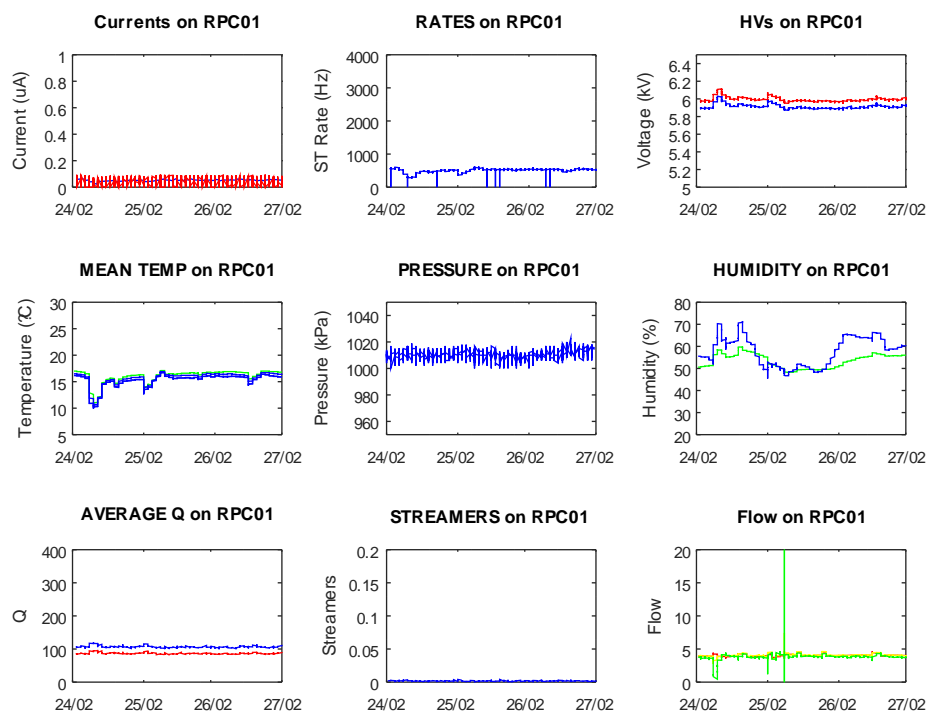 Currents on RPC01
RATES on RPC01
HVs on RPC01
Current (uA)
1
0.8
0.6
0.4
0.2
0
24/02 25/02 26/02 27/02
ST Rate (Hz)
4000
3000
2000
1000
0
24/02 25/02 26/02 27/02
Voltage (kV)
6.4
6.2
6
5.8
5.6
5.4
5.2
5
24/02 25/02 26/02 27/02
MEAN TEMP on RPC01
PRESSURE on RPC01
HUMIDITY on RPC01
Temperature (?C)
30
25
20
15
10
5
24/02 25/02 26/02 27/02
Pressure (kPa)
1040
1020
1000
980
960
24/02 25/02 26/02 27/02
Humidity (%)
80
70
60
50
40
30
20
24/02 25/02 26/02 27/02
AVERAGE Q on RPC01
STREAMERS on RPC01
Flow on RPC01
Q
400
300
200
100
0
24/02 25/02 26/02 27/02
Streamers
0.2
0.15
0.1
0.05
0
24/02 25/02 26/02 27/02
Flow
20
15
10
5
0
24/02 25/02 26/02 27/02